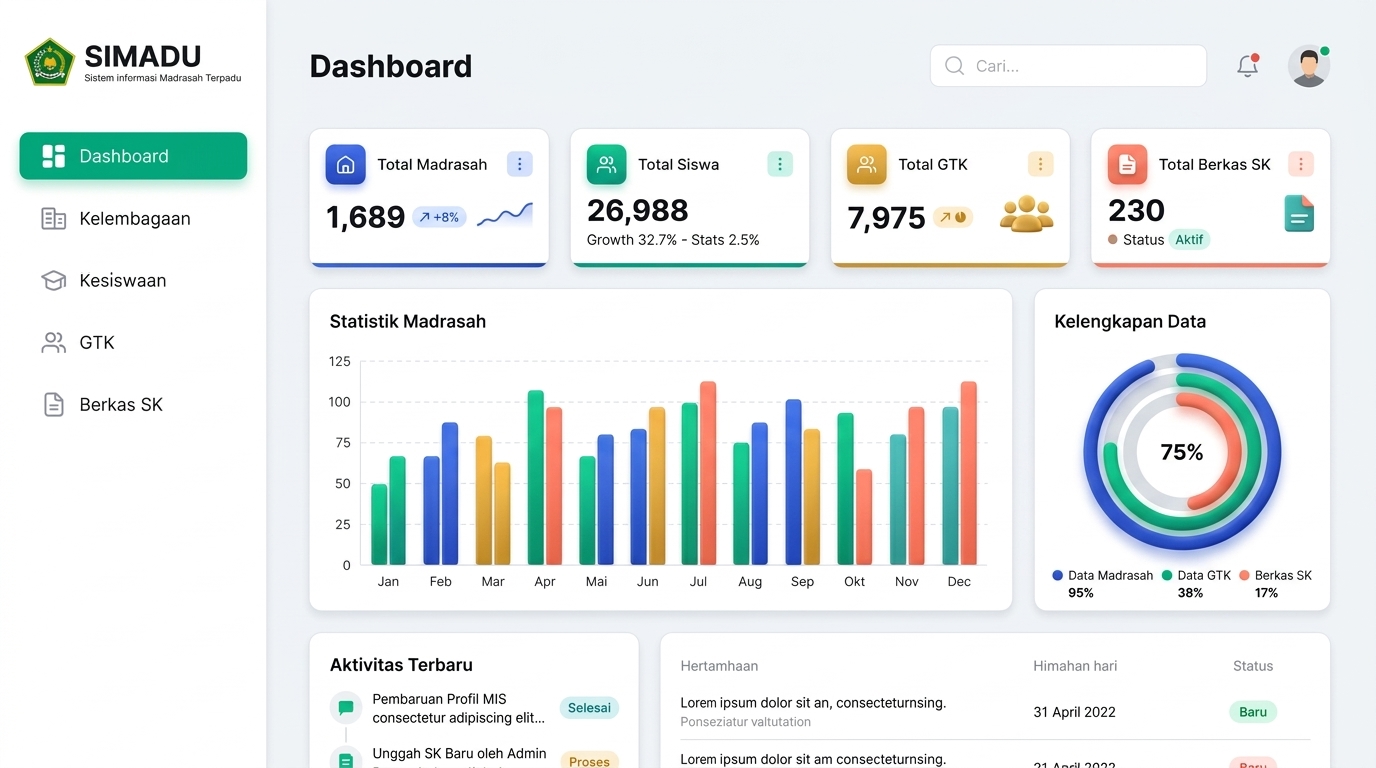 SIMADU
Sistem informasi Madrasah Terpadu
Dashboard
Kelembagaan
Kesiswaan
GTK
Berkas SK
Dashboard
Cari...
Total Madrasah
1,689 +8%
Total Siswa
26,988
Growth 32.7% - Stats 2.5%
Total GTK
7,975
Total Berkas SK
230
Status Aktif
Statistik Madrasah
125
100
75
50
25
0
Jan Feb Mar Apr Mai Jun Jul Aug Sep Okt Nov Dec
Kelengkapan Data
75%
Data Madrasah Data GTK Berkas SK
95% 38% 17%
Aktivitas Terbaru
Pembaruan Profil MIS
consectetur adipiscing elit...
Selesai
Unggah SK Baru oleh Admin
Proses
Hertamhaan Himahan hari Status
Lorem ipsum dolor sit an, consecteturnsing.
Ponseziatur valtutation
31 April 2022 Baru
Lorem ipsum dolor sit am consecteturnsing.
21 April 2022 Baru